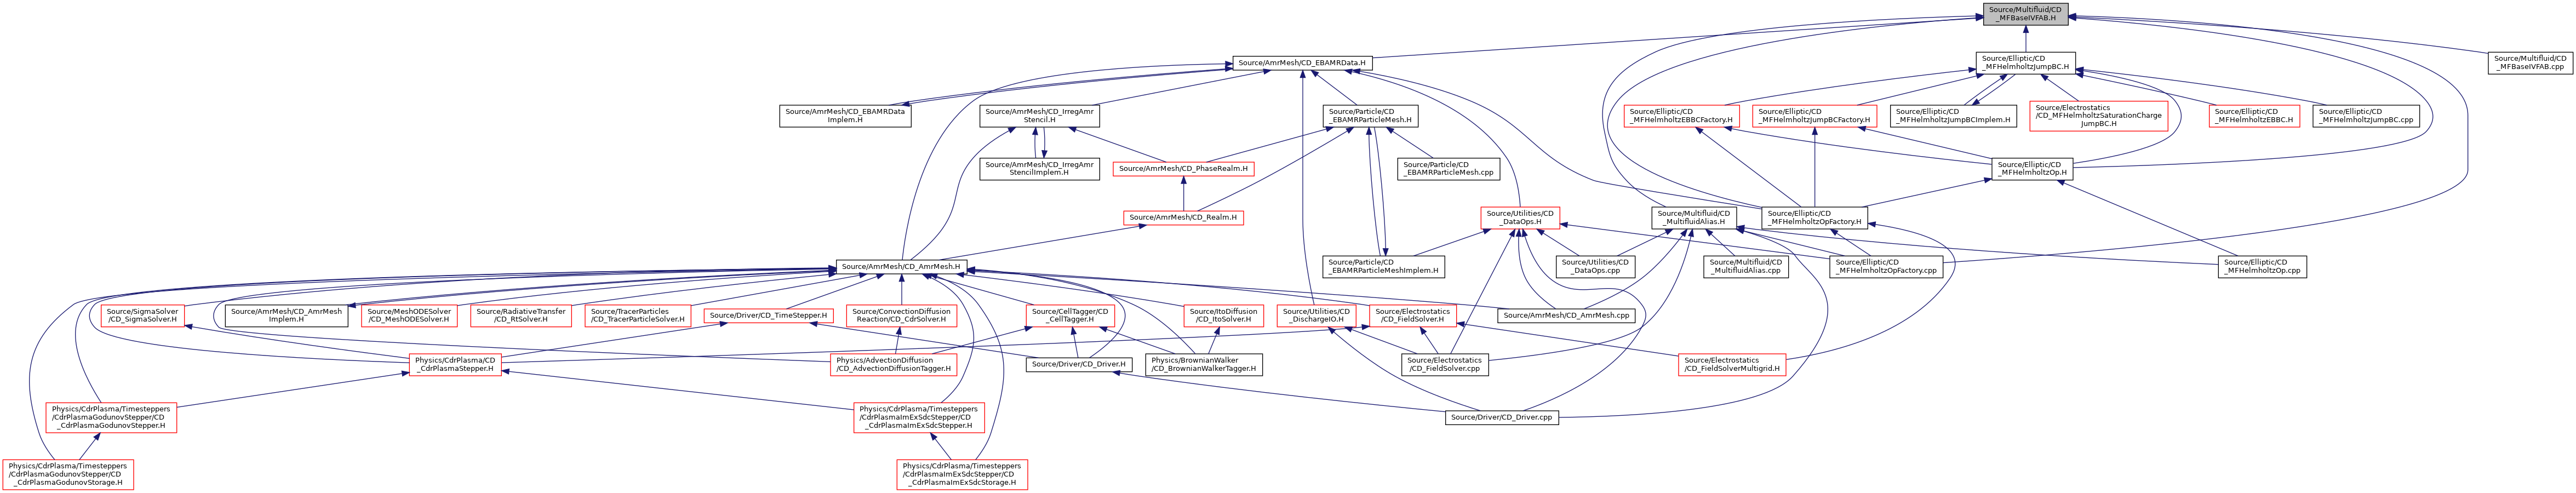 Source/Multifluid/CD
_MFBaseIVFAB.H
Source/AmrMesh/CD_EBAMRData.H
Source/Elliptic/CD
_MFHelmholtzJumpBC.H
Source/Multifluid/CD
_MFBaseIVFAB.cpp
Source/AmrMesh/CD_EBAMRData
Implem.H
Source/AmrMesh/CD_IrregAmr
Stencil.H
Source/Particle/CD
_EBAMRParticleMesh.H
Source/Elliptic/CD
_MFHelmholtzEBBCFactory.H
Source/Elliptic/CD
_MFHelmholtzJumpBCFactory.H
Source/Elliptic/CD
_MFHelmholtzJumpBCImplem.H
Source/Electrostatics
/CD_MFHelmholtzSaturationCharge
JumpBC.H
Source/Elliptic/CD
_MFHelmholtzEBBC.H
Source/Elliptic/CD
_MFHelmholtzJumpBC.cpp
Source/AmrMesh/CD_IrregAmr
StencilImplem.H
Source/AmrMesh/CD_PhaseRealm.H
Source/Particle/CD
_EBAMRParticleMesh.cpp
Source/Elliptic/CD
_MFHelmholtzOp.H
Source/AmrMesh/CD_Realm.H
Source/Utilities/CD
_DataOps.H
Source/Multifluid/CD
_MultifluidAlias.H
Source/Elliptic/CD
_MFHelmholtzOpFactory.H
Source/AmrMesh/CD_AmrMesh.H
Source/Particle/CD
_EBAMRParticleMeshImplem.H
Source/Utilities/CD
_DataOps.cpp
Source/Multifluid/CD
_MultifluidAlias.cpp
Source/Elliptic/CD
_MFHelmholtzOpFactory.cpp
Source/Elliptic/CD
_MFHelmholtzOp.cpp
Source/SigmaSolver
/CD_SigmaSolver.H
Source/AmrMesh/CD_AmrMesh
Implem.H
Source/MeshODESolver
/CD_MeshODESolver.H
Source/RadiativeTransfer
/CD_RtSolver.H
Source/TracerParticles
/CD_TracerParticleSolver.H
Source/Driver/CD_TimeStepper.H
Source/ConvectionDiffusion
Reaction/CD_CdrSolver.H
Source/CellTagger/CD
_CellTagger.H
Source/ItoDiffusion
/CD_ItoSolver.H
Source/Utilities/CD
_DischargeIO.H
Source/Electrostatics
/CD_FieldSolver.H
Source/AmrMesh/CD_AmrMesh.cpp
Physics/CdrPlasma/CD
_CdrPlasmaStepper.H
Physics/AdvectionDiffusion
/CD_AdvectionDiffusionTagger.H
Source/Driver/CD_Driver.H
Physics/BrownianWalker
/CD_BrownianWalkerTagger.H
Source/Electrostatics
/CD_FieldSolver.cpp
Source/Electrostatics
/CD_FieldSolverMultigrid.H
Physics/CdrPlasma/Timesteppers
/CdrPlasmaGodunovStepper/CD
_CdrPlasmaGodunovStepper.H
Physics/CdrPlasma/Timesteppers
/CdrPlasmaImExSdcStepper/CD
_CdrPlasmaImExSdcStepper.H
Source/Driver/CD_Driver.cpp
Physics/CdrPlasma/Timesteppers
/CdrPlasmaGodunovStepper/CD
_CdrPlasmaGodunovStorage.H
Physics/CdrPlasma/Timesteppers
/CdrPlasmaImExSdcStepper/CD
_CdrPlasmaImExSdcStorage.H